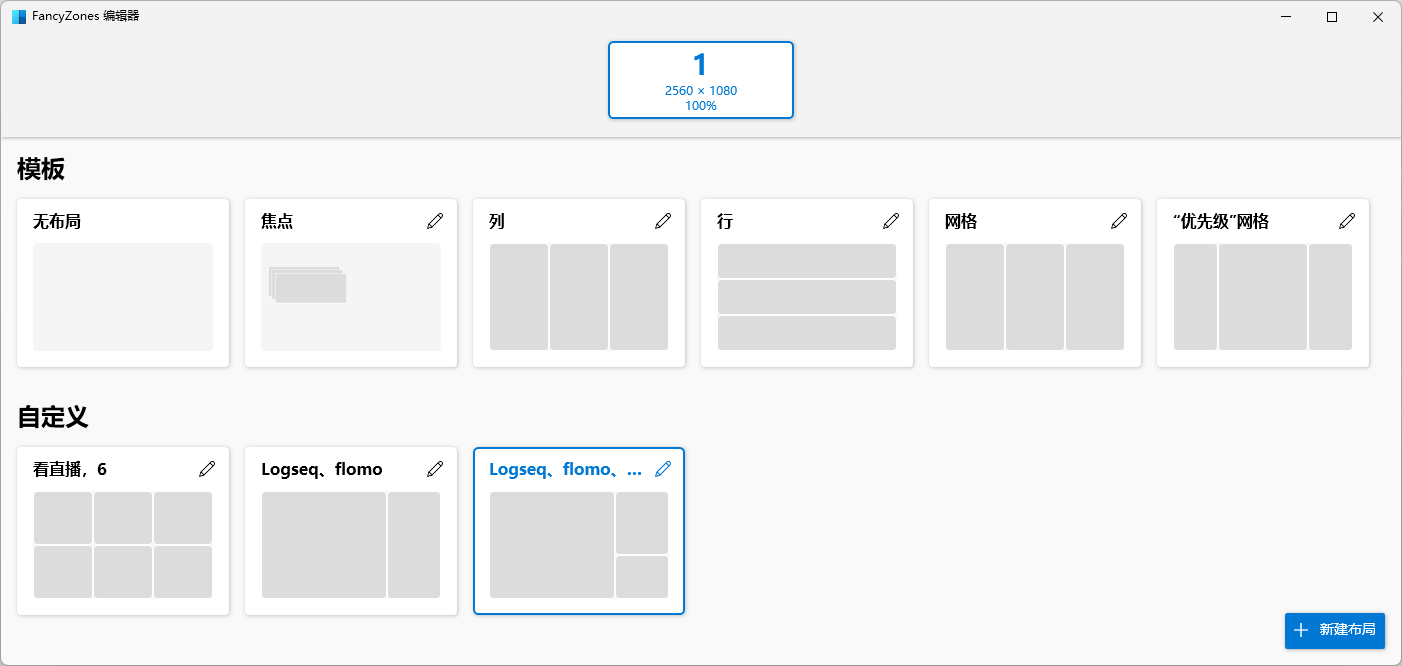 FancyZones 编辑器
1
2560 × 1080
100%
模板
无布局
焦点
列
行
网格
“优先级”网格
自定义
看直播，6
Logseq、flomo
Logseq、flomo、...
新建布局